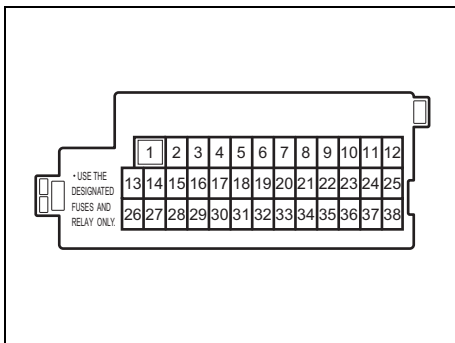 1 2 3 4 5 6 7 8 9 10 11 12
• USE THE
DESIGNATED
FUSES AND
RELAY ONLY.
13 14 15 16 17 18 19 20 21 22 23 24 25
26 27 28 29 30 31 32 33 34 35 36 37 38